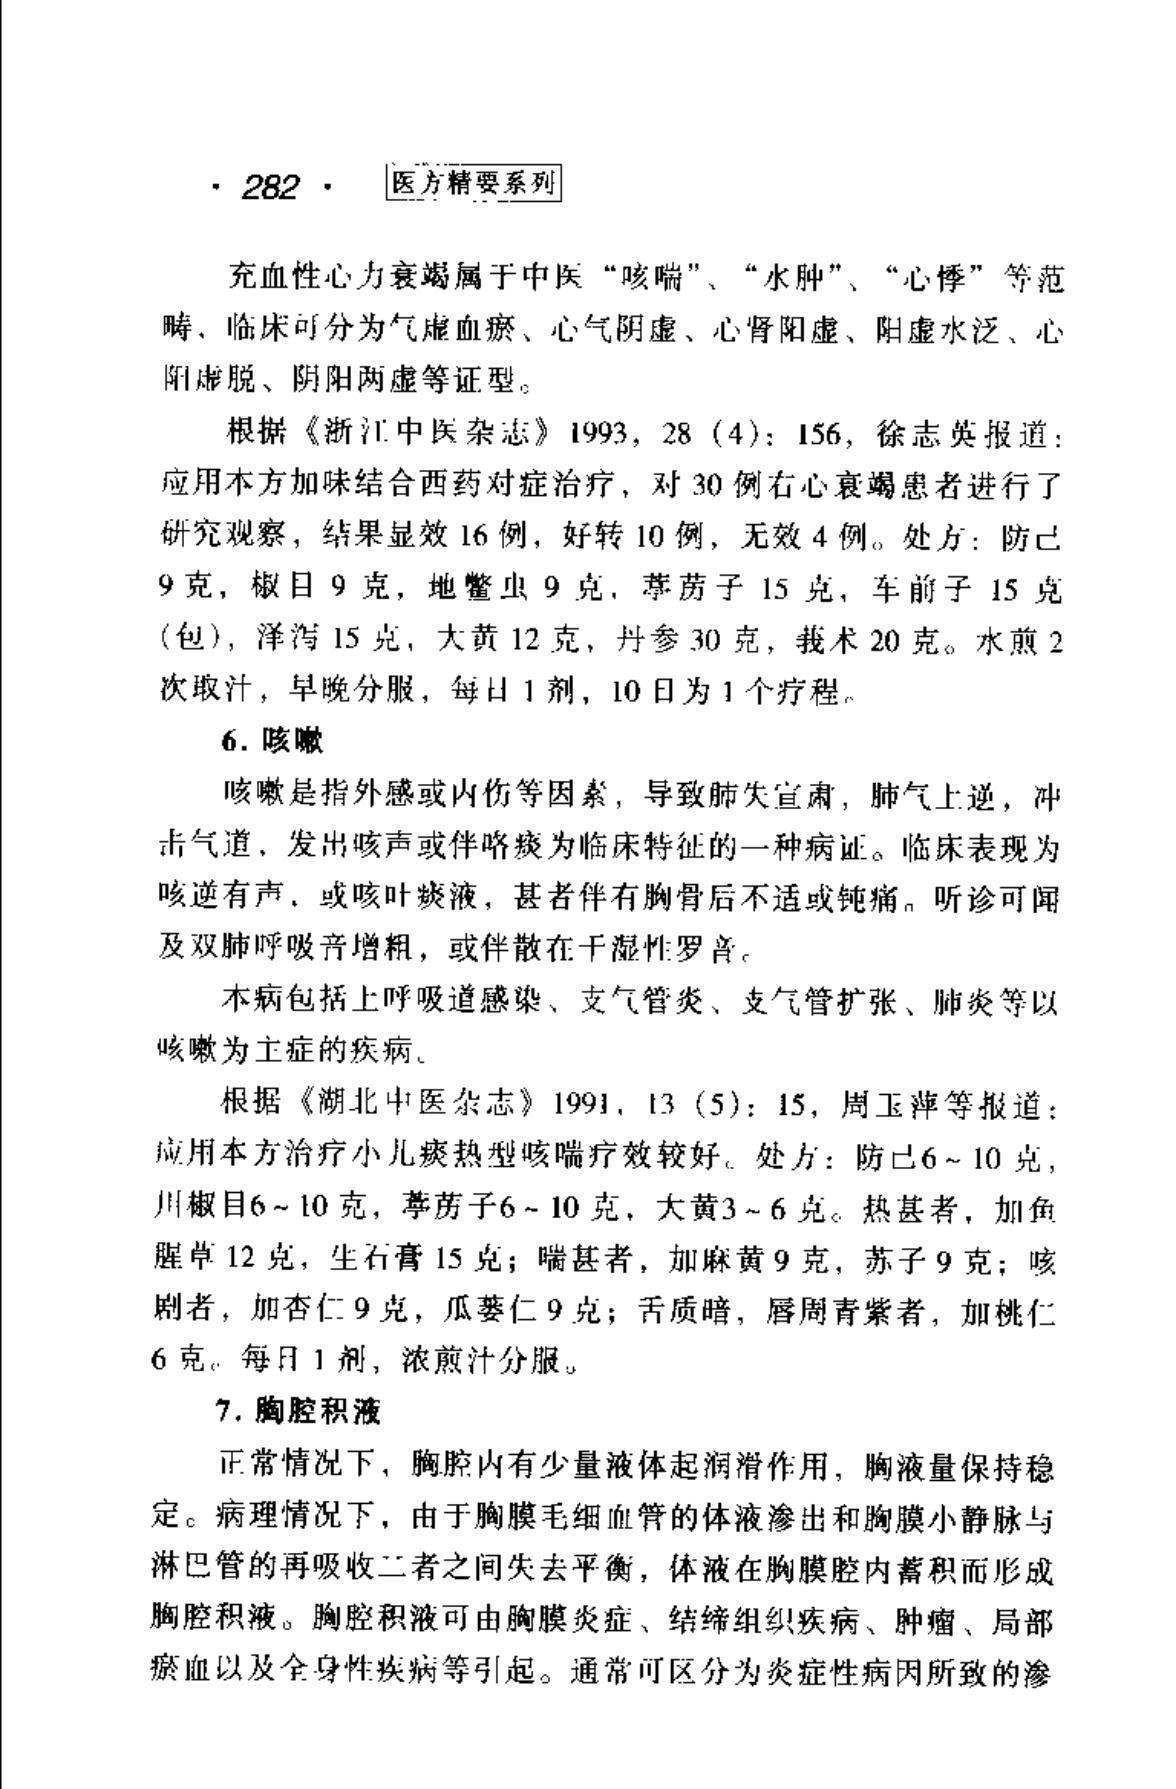 · 282 · 医方精要系列
充血性心力衰竭属于中医“咳喘”、“水肿”、“心悸”等范
畴，临床可分为气虚血瘀、心气阴虚、心肾阳虚、阳虚水泛、心
阳虚脱、阴阳两虚等证型。
根据《浙江中医杂志》1993，28（4）：156，徐志英报道：
应用本方加味结合西药对症治疗，对30例右心衰竭患者进行了
研究观察，结果显效16例，好转10例，无效4例。处方：防己
9克，椒目9克，地鳖虫9克，葶苈子15克，车前子15克
（包），泽泻15克，大黄12克，丹参30克，莪术20克。水煎2
次取汁，早晚分服，每日1剂，10日为1个疗程。
6. 咳嗽
咳嗽是指外感或内伤等因素，导致肺失宣肃，肺气上逆，冲
击气道，发出咳声或伴咯痰为临床特征的一种病证。临床表现为
咳逆有声，或咳吐痰液，甚者伴有胸骨后不适或钝痛。听诊可闻
及双肺呼吸音增粗，或伴散在干湿性罗音。
本病包括上呼吸道感染、支气管炎、支气管扩张、肺炎等以
咳嗽为主症的疾病。
根据《湖北中医杂志》1991，13（5）：15，周玉萍等报道：
应用本方治疗小儿痰热型咳喘疗效较好。处方：防己6~10克，
川椒目6~10克，葶苈子6~10克，大黄3~6克。热甚者，加鱼
腥草12克，生石膏15克；喘甚者，加麻黄9克，苏子9克；咳
剧者，加杏仁9克，瓜蒌仁9克；舌质暗，唇周青紫者，加桃仁
6克。每日1剂，浓煎汁分服。
7. 胸腔积液
正常情况下，胸腔内有少量液体起润滑作用，胸液量保持稳
定。病理情况下，由于胸膜毛细血管的体液渗出和胸膜小静脉与
淋巴管的再吸收二者之间失去平衡，体液在胸膜腔内蓄积而形成
胸腔积液。胸腔积液可由胸膜炎症、结缔组织疾病、肿瘤、局部
瘀血以及全身性疾病等引起。通常可区分为炎症性病因所致的渗